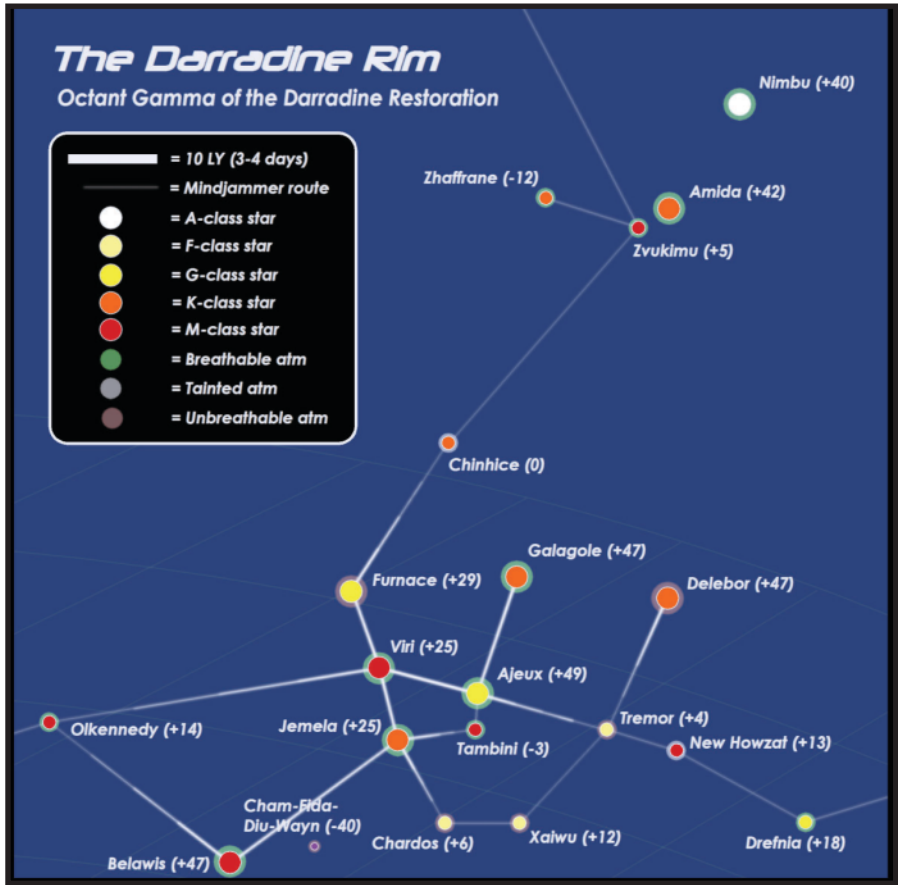 The Darradine Rim
Octant Gamma of the Darradine Restoration
= 10 LY (3-4 days)
= Mindjammer route
= A-class star
= F-class star
= G-class star
= K-class star
= M-class star
= Breathable atm
= Tainted atm
= Unbreathable atm
Nimbu (+40)
Zhaffrane (-12)
Amida (+42)
Zvukimu (+5)
Chinhice (0)
Galagole (+47)
Furnace (+29)
Delebor (+47)
Viri (+25)
Ajeux (+49)
Olkennedy (+14)
Jemela (+25)
Tambini (-3)
Tremor (+4)
New Howzat (+13)
Cham-Fida-
Diu-Wayn (-40)
Chardos (+6)
Xaiwu (+12)
Drefnia (+18)
Belawis (+47)